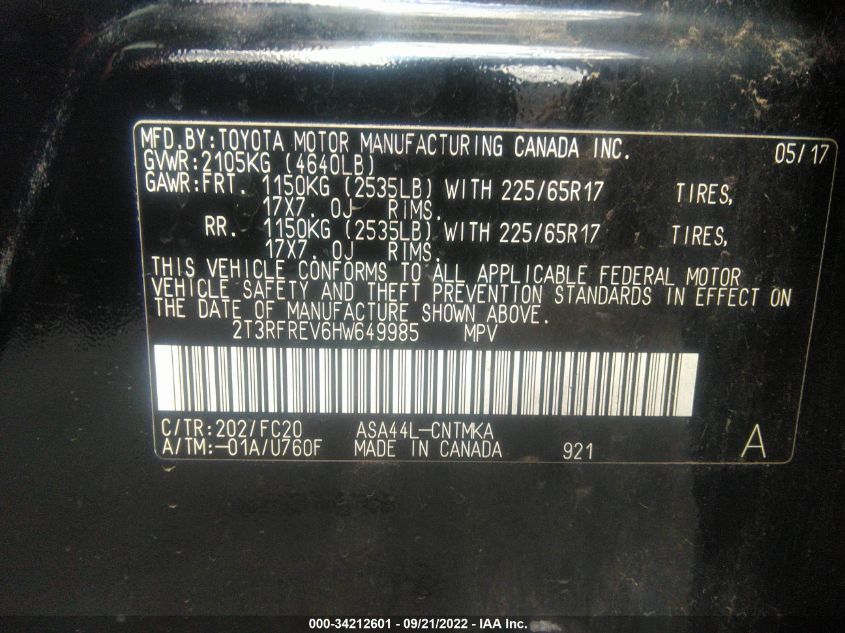 MFD.BY:TOYOTA MOTOR MANUFACTURING CANADA INC. 05/17
GVWR:2105KG (4640LB)
GAWR:FRT. 1150KG (2535LB) WITH 225/65R17 TIRES,
17X7. 0J RIMS.
RR. 1150KG (2535LB) WITH 225/65R17 TIRES,
17X7. 0J RIMS.
THIS VEHICLE CONFORMS TO ALL APPLICABLE FEDERAL MOTOR
VEHICLE SAFETY AND THEFT PREVENTION STANDARDS IN EFFECT ON
THE DATE OF MANUFACTURE SHOWN ABOVE.
2T3RFREV6HW649985 MPV
C/TR:202/FC20 ASA44L-CNTMKA
A/TM:-01A/U760F MADE IN CANADA 921 A
000-34212601 - 09/21/2022 - IAA Inc.